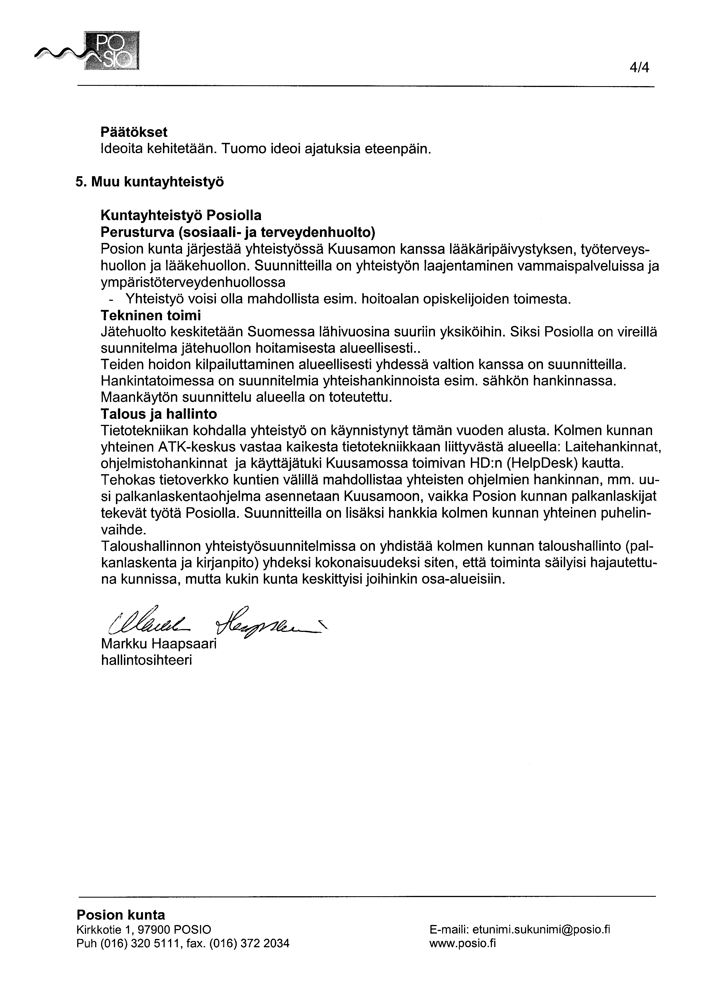 PO
SIO
4/4
Päätökset
Ideoita kehitetään. Tuomo ideoi ajatuksia eteenpäin.
5. Muu kuntayhteistyö
Kuntayhteistyö Posiolla
Perusturva (sosiaali- ja terveydenhuolto)
Posion kunta järjestää yhteistyössä Kuusamon kanssa lääkäripäivystyksen, työterveys-
huollon ja lääkehuollon. Suunnitteilla on yhteistyön laajentaminen vammaispalveluissa ja
ympäristöterveydenhuollossa
- Yhteistyö voisi olla mahdollista esim. hoitoalan opiskelijoiden toimesta.
Tekninen toimi
Jätehuolto keskitetään Suomessa lähivuosina suuriin yksiköihin. Siksi Posiolla on vireillä
suunnitelma jätehuollon hoitamisesta alueellisesti..
Teiden hoidon kilpailuttaminen alueellisesti yhdessä valtion kanssa on suunnitteilla.
Hankintatoimessa on suunnitelmia yhteishankinnoista esim. sähkön hankinnassa.
Maankäytön suunnittelu alueella on toteutettu.
Talous ja hallinto
Tietotekniikan kohdalla yhteistyö on käynnistynyt tämän vuoden alusta. Kolmen kunnan
yhteinen ATK-keskus vastaa kaikesta tietotekniikkaan liittyvästä alueella: Laitehankinnat,
ohjelmistohankinnat ja käyttäjätuki Kuusamossa toimivan HD:n (HelpDesk) kautta.
Tehokas tietoverkko kuntien välillä mahdollistaa yhteisten ohjelmien hankinnan, mm. uu-
si palkanlaskentaohjelma asennetaan Kuusamoon, vaikka Posion kunnan palkanlaskijat
tekevät työtä Posiolla. Suunnitteilla on lisäksi hankkia kolmen kunnan yhteinen puhelin-
vaihde.
Taloushallinnon yhteistyösuunnitelmissa on yhdistää kolmen kunnan taloushallinto (pal-
kanlaskenta ja kirjanpito) yhdeksi kokonaisuudeksi siten, että toiminta säilyisi hajautettu-
na kunnissa, mutta kukin kunta keskittyisi joihinkin osa-alueisiin.
Markku Haapsaari
Markku Haapsaari
hallintosihteeri
Posion kunta
Kirkkotie 1, 97900 POSIO
Puh (016) 320 5111, fax. (016) 372 2034
E-maili: etunimi.sukunimi@posio.fi
www.posio.fi